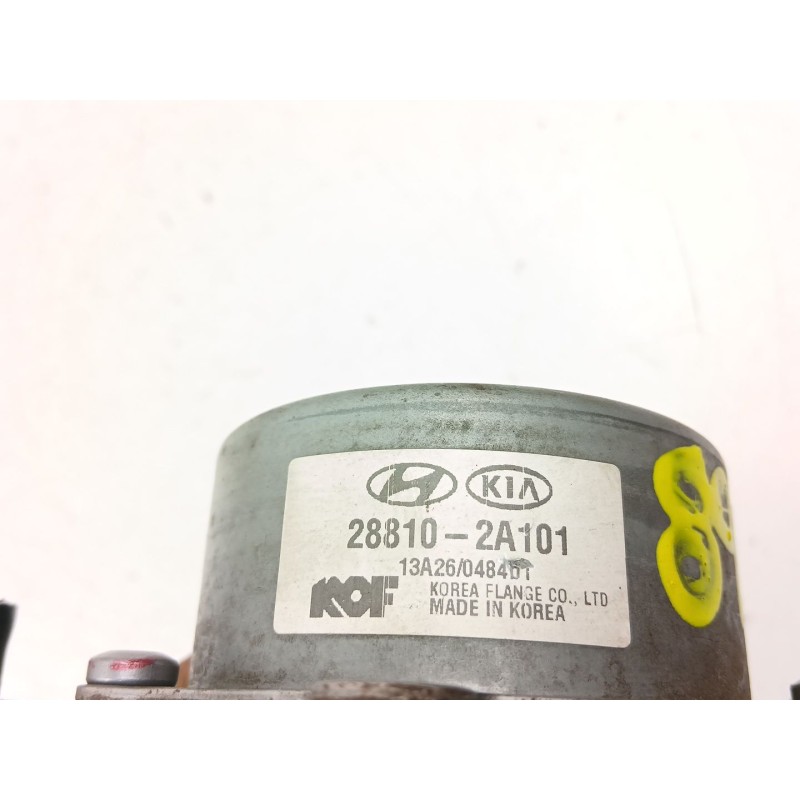 KIA
28810-2A101
13A26/0484D1
KOF
KOREA FLANGE CO., LTD
MADE IN KOREA